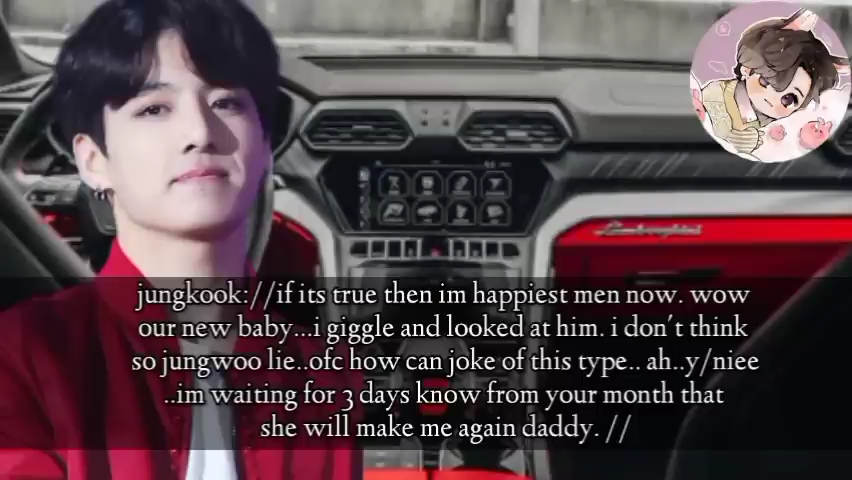 Lamborghini
jungkook://if its true then im happiest men now. wow
our new baby...i giggle and looked at him. i don't think
so jungwoo lie..ofc how can joke of this type.. ah..y/niee
..im waiting for 3 days know from your month that
she will make me again daddy. //